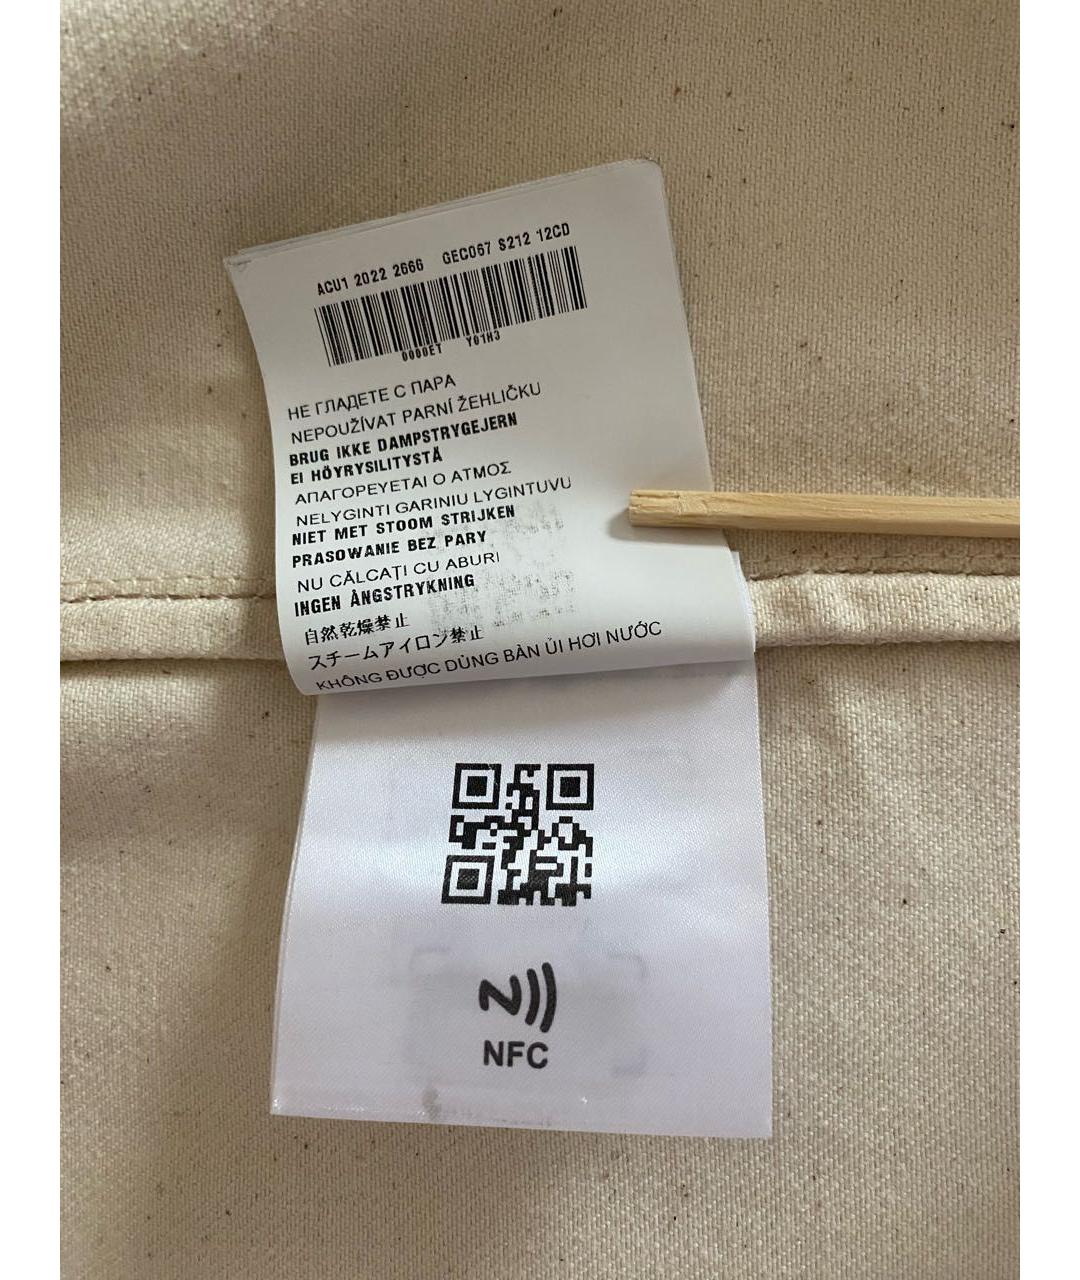 ACU1 2022 2666 GEC067 S212 12CD
0000ET Y01H3
НЕ ГЛАДЕТЕ С ПАРА
NEPOUŽÍVAT PARNÍ ŽEHLIČKU
BRUG IKKE DAMPSTRYGEJERN
EI HÖYRYSILITYSTÄ
ΑΠΑΓΟΡΕΥΕΤΑΙ Ο ΑΤΜΟΣ
NELYGINTI GARINIU LYGINTUVU
NIET MET STOOM STRIJKEN
PRASOWANIE BEZ PARY
NU CĂLCAȚI CU ABURI
INGEN ÅNGSTRYKNING
自然乾燥禁止
スチームアイロン禁止
KHÔNG ĐƯỢC DÙNG BÀN ỦI HƠI NƯỚC
NFC